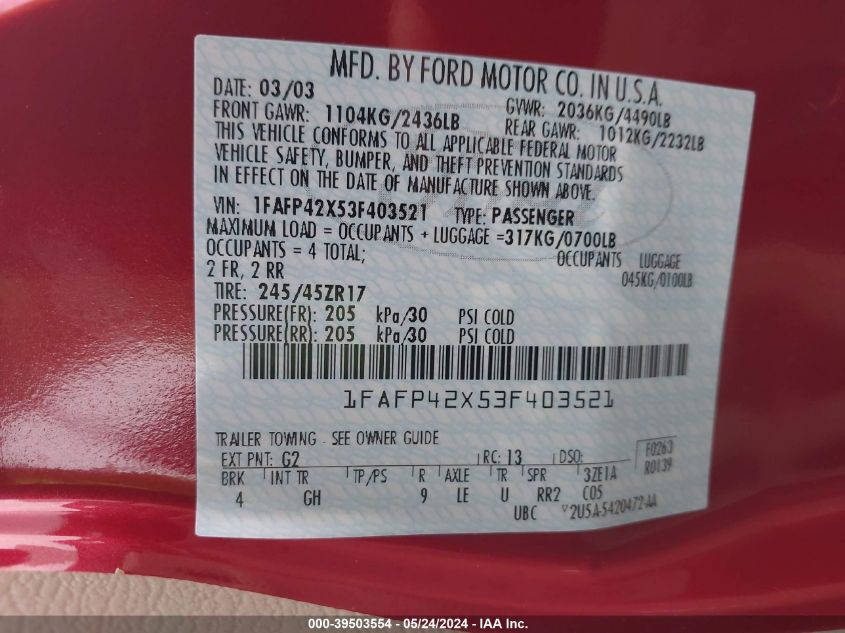 MFD. BY FORD MOTOR CO. IN U.S.A.
DATE: 03/03 GVWR: 2036KG/4490LB
FRONT GAWR: 1104KG/2436LB REAR GAWR: 1012KG/2232LB
THIS VEHICLE CONFORMS TO ALL APPLICABLE FEDERAL MOTOR
VEHICLE SAFETY, BUMPER, AND THEFT PREVENTION STANDARDS
IN EFFECT ON THE DATE OF MANUFACTURE SHOWN ABOVE.
VIN: 1FAFP42X53F403521 TYPE: PASSENGER
MAXIMUM LOAD = OCCUPANTS + LUGGAGE =317KG/0700LB
OCCUPANTS = 4 TOTAL; OCCUPANTS LUGGAGE
2 FR, 2 RR 045KG/0100LB
TIRE: 245/45ZR17
PRESSURE(FR): 205 kPa/30 PSI COLD
PRESSURE(RR): 205 kPa/30 PSI COLD
1FAFP42X53F403521
TRAILER TOWING - SEE OWNER GUIDE
EXT PNT: G2 RC: 13 DSO: F0263
BRK INT TR TP/PS R AXLE TR SPR 3ZE1A R0139
4 GH 9 LE U RR2 C05
UBC V2U5A-5420472-AA
000-39503554 - 05/24/2024 - IAA Inc.